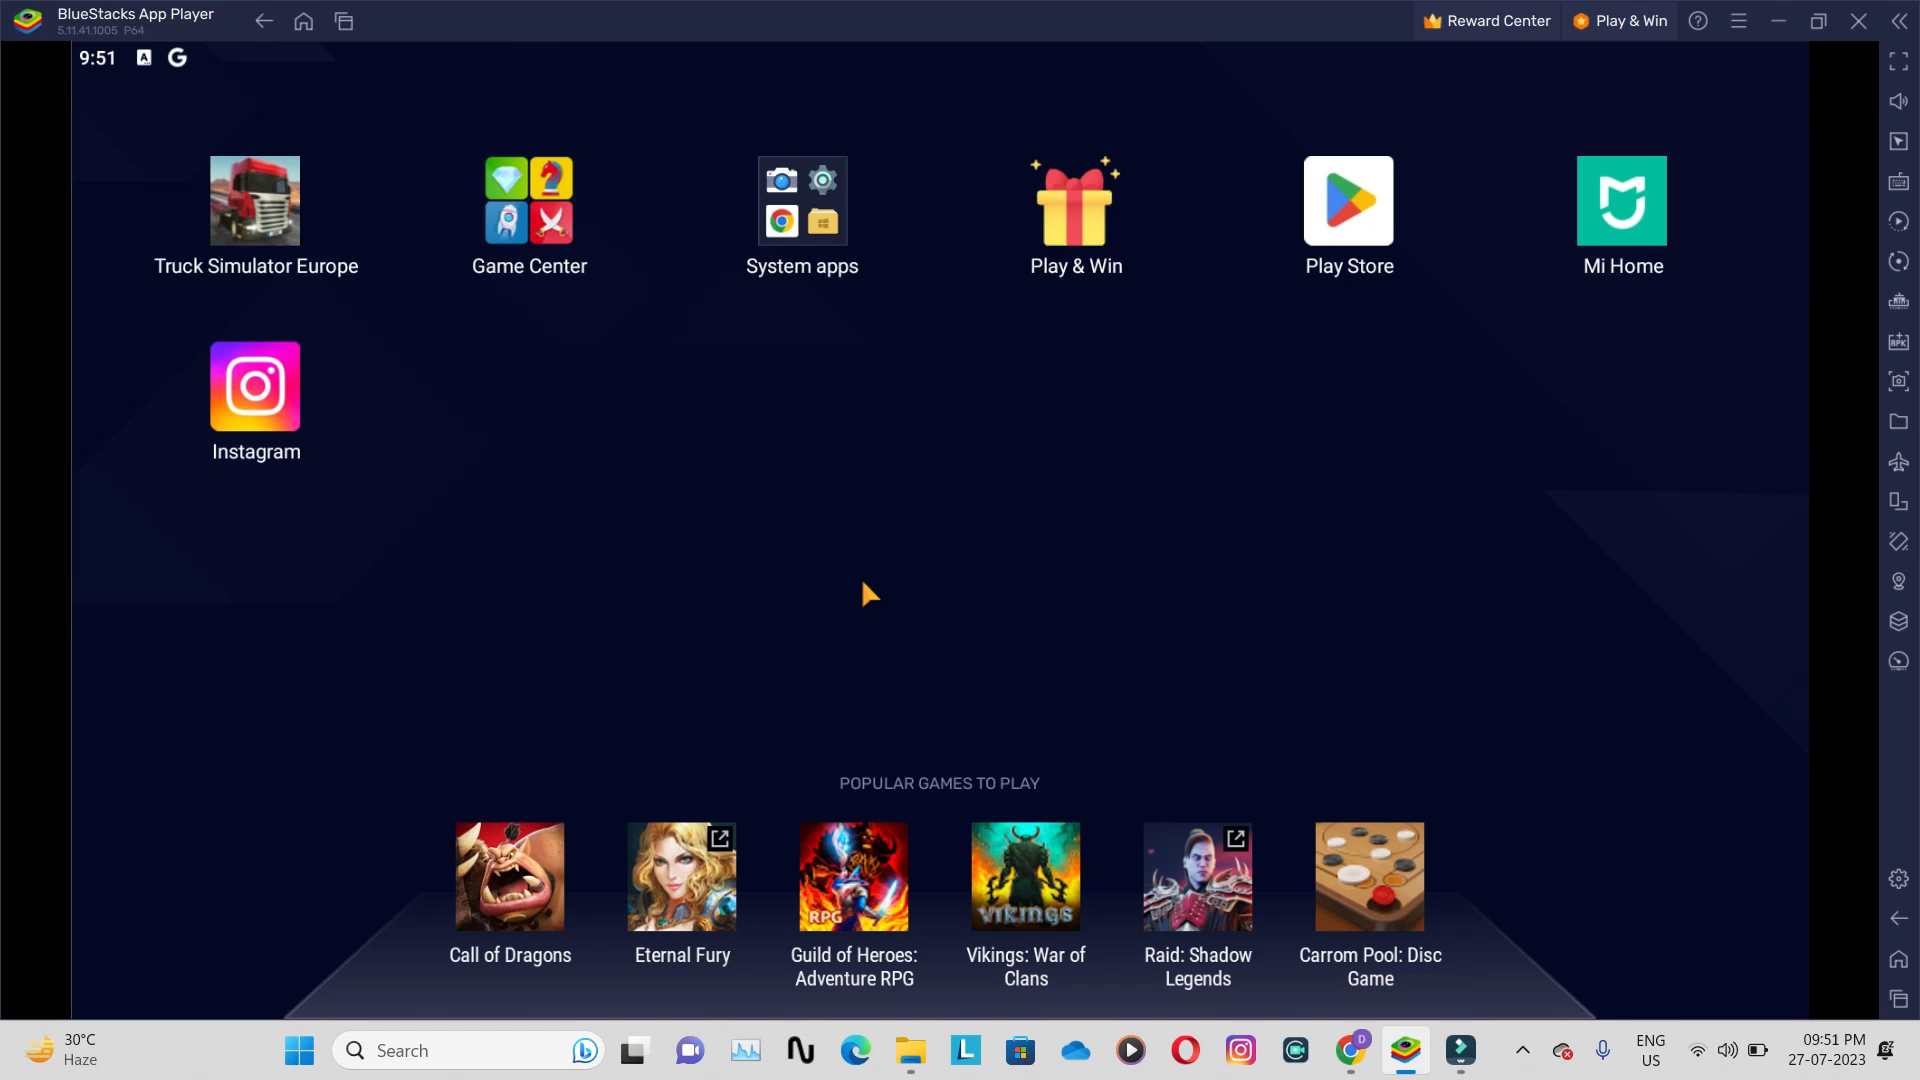 BlueStacks App Player
5.11.41.1005 P64
Reward Center
Play & Win
9:51
Truck Simulator Europe
Game Center
System apps
Play & Win
Play Store
Mi Home
Instagram
POPULAR GAMES TO PLAY
RPG
VIKINGS
Call of Dragons
Eternal Fury
Guild of Heroes:
Adventure RPG
Vikings: War of
Clans
Raid: Shadow
Legends
Carrom Pool: Disc
Game
30°C
Haze
Search
L
D
ENG
US
09:51 PM
27-07-2023